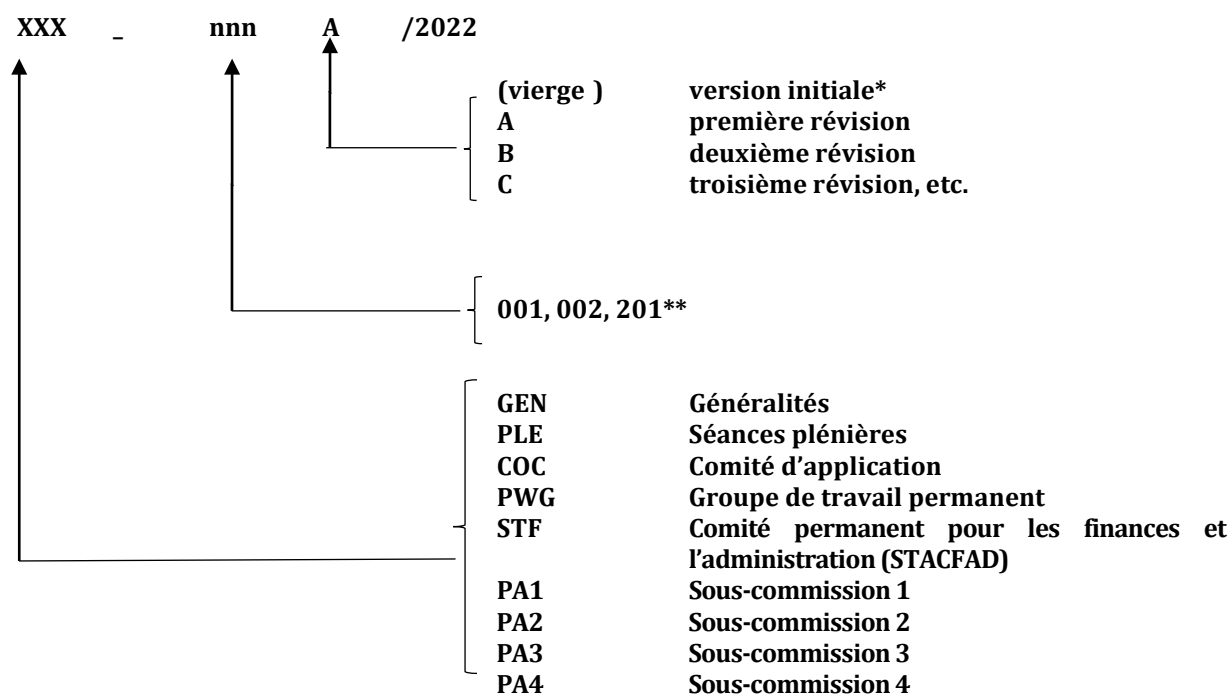 XXX _ nnn A /2022
(vierge ) version initiale*
A première révision
B deuxième révision
C troisième révision, etc.
001, 002, 201**
GEN Généralités
PLE Séances plénières
COC Comité d’application
PWG Groupe de travail permanent
STF Comité permanent pour les finances et
l’administration (STACFAD)
PA1 Sous-commission 1
PA2 Sous-commission 2
PA3 Sous-commission 3
PA4 Sous-commission 4